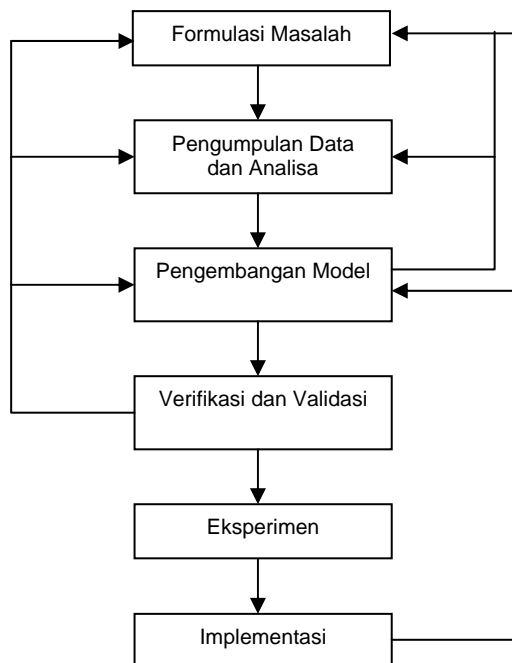 Formulasi Masalah
Pengumpulan Data
dan Analisa
Pengembangan Model
Verifikasi dan Validasi
Eksperimen
Implementasi